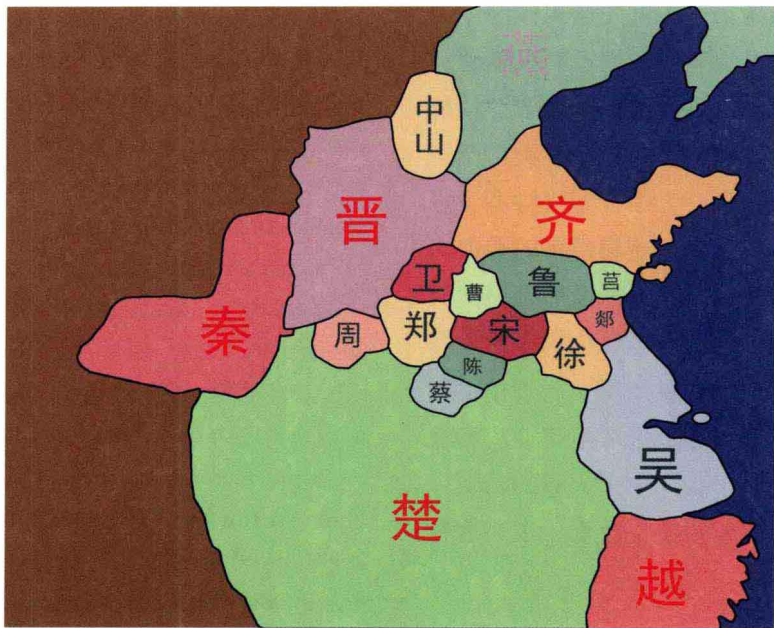 中山
晋
齐
卫
曹
鲁
莒
秦
周
郑
宋
徐
郯
陈
蔡
吴
楚
越